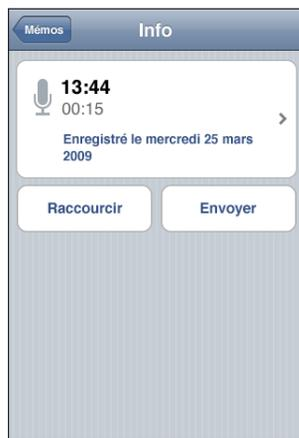 Mémos
Info
13:44
00:15
Enregistré le mercredi 25 mars
2009
Raccourcir
Envoyer